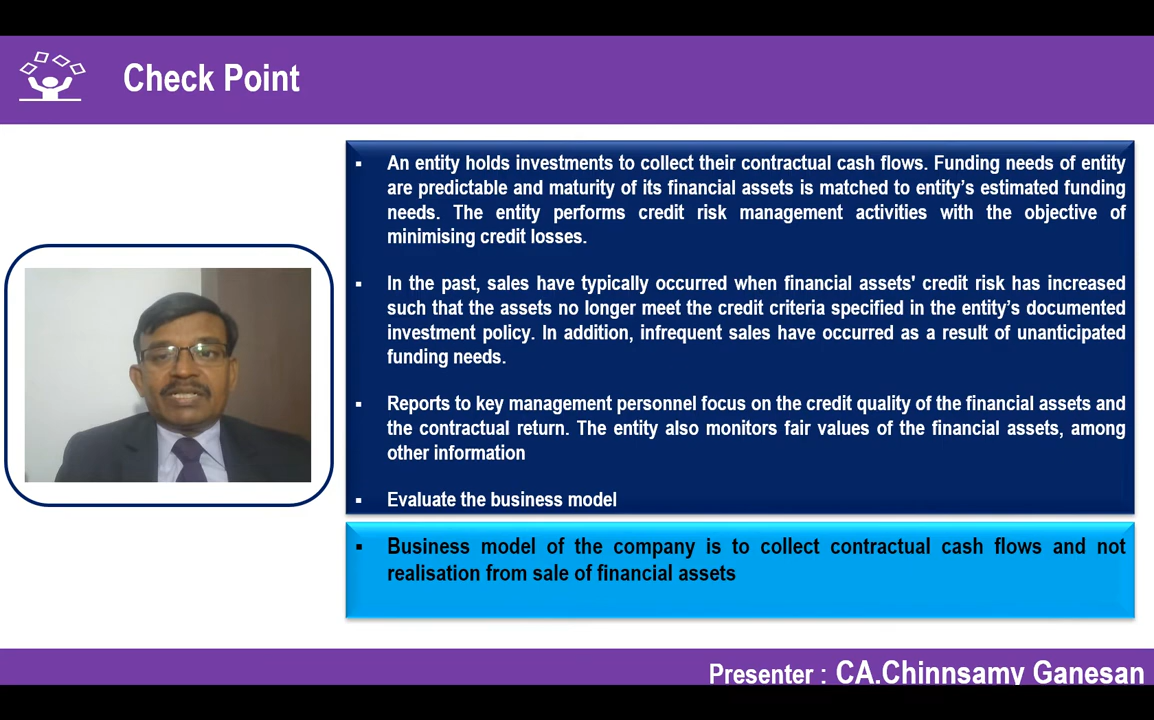 Check Point
▪ An entity holds investments to collect their contractual cash flows. Funding needs of entity
are predictable and maturity of its financial assets is matched to entity’s estimated funding
needs. The entity performs credit risk management activities with the objective of
minimising credit losses.
▪ In the past, sales have typically occurred when financial assets' credit risk has increased
such that the assets no longer meet the credit criteria specified in the entity’s documented
investment policy. In addition, infrequent sales have occurred as a result of unanticipated
funding needs.
▪ Reports to key management personnel focus on the credit quality of the financial assets and
the contractual return. The entity also monitors fair values of the financial assets, among
other information
▪ Evaluate the business model
▪ Business model of the company is to collect contractual cash flows and not
realisation from sale of financial assets
Presenter : CA.Chinnsamy Ganesan